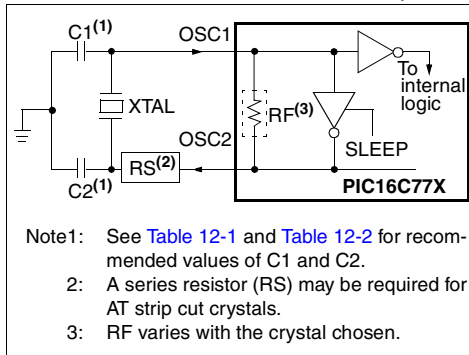 C1(1)
OSC1
To
internal
logic
XTAL
RF(3)
OSC2
SLEEP
RS(2)
C2(1)
PIC16C77X
Note1: See Table 12-1 and Table 12-2 for recom-
mended values of C1 and C2.
2: A series resistor (RS) may be required for
AT strip cut crystals.
3: RF varies with the crystal chosen.